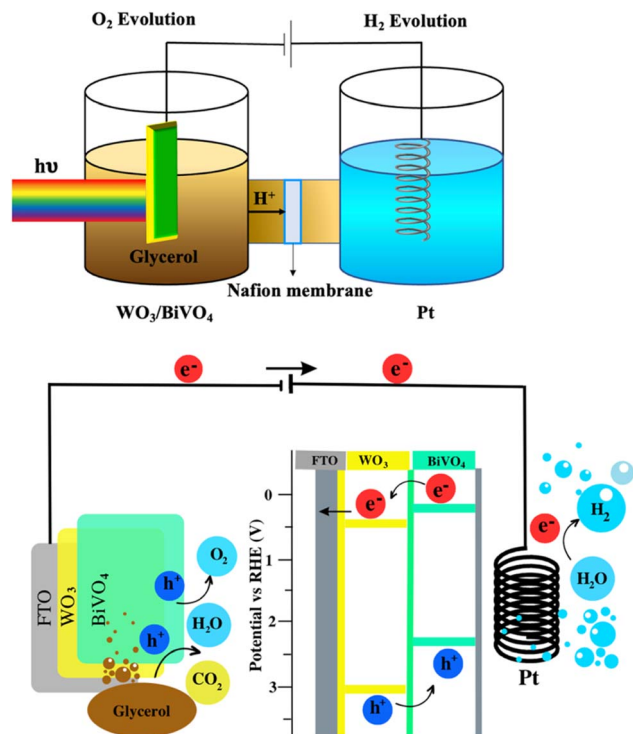 O₂ Evolution
H₂ Evolution
hυ
H⁺
Glycerol
Nafion membrane
WO₃/BiVO₄
Pt
e⁻
e⁻
FTO
WO₃
BiVO₄
Potential vs RHE (V)
0
1
2
3
e⁻
e⁻
h⁺
h⁺
FTO
WO₃
BiVO₄
h⁺
h⁺
O₂
H₂O
CO₂
Glycerol
e⁻
H₂
H₂O
Pt